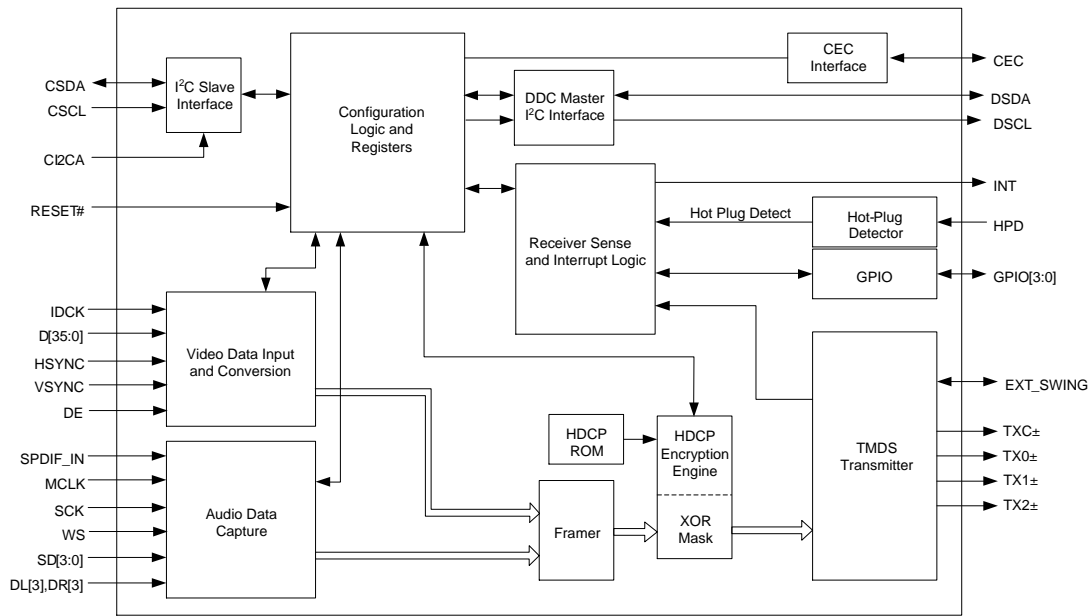 CSDA
CSCL
CI2CA
RESET#
I²C Slave
Interface
Configuration
Logic and
Registers
CEC
Interface
CEC
DDC Master
I²C Interface
DSDA
DSCL
Receiver Sense
and Interrupt Logic
INT
Hot Plug Detect
Hot-Plug
Detector
HPD
GPIO
GPIO[3:0]
IDCK
D[35:0]
HSYNC
VSYNC
DE
Video Data Input
and Conversion
SPDIF_IN
MCLK
SCK
WS
SD[3:0]
DL[3],DR[3]
Audio Data
Capture
HDCP
ROM
HDCP
Encryption
Engine
XOR
Mask
Framer
TMDS
Transmitter
EXT_SWING
TXC±
TX0±
TX1±
TX2±